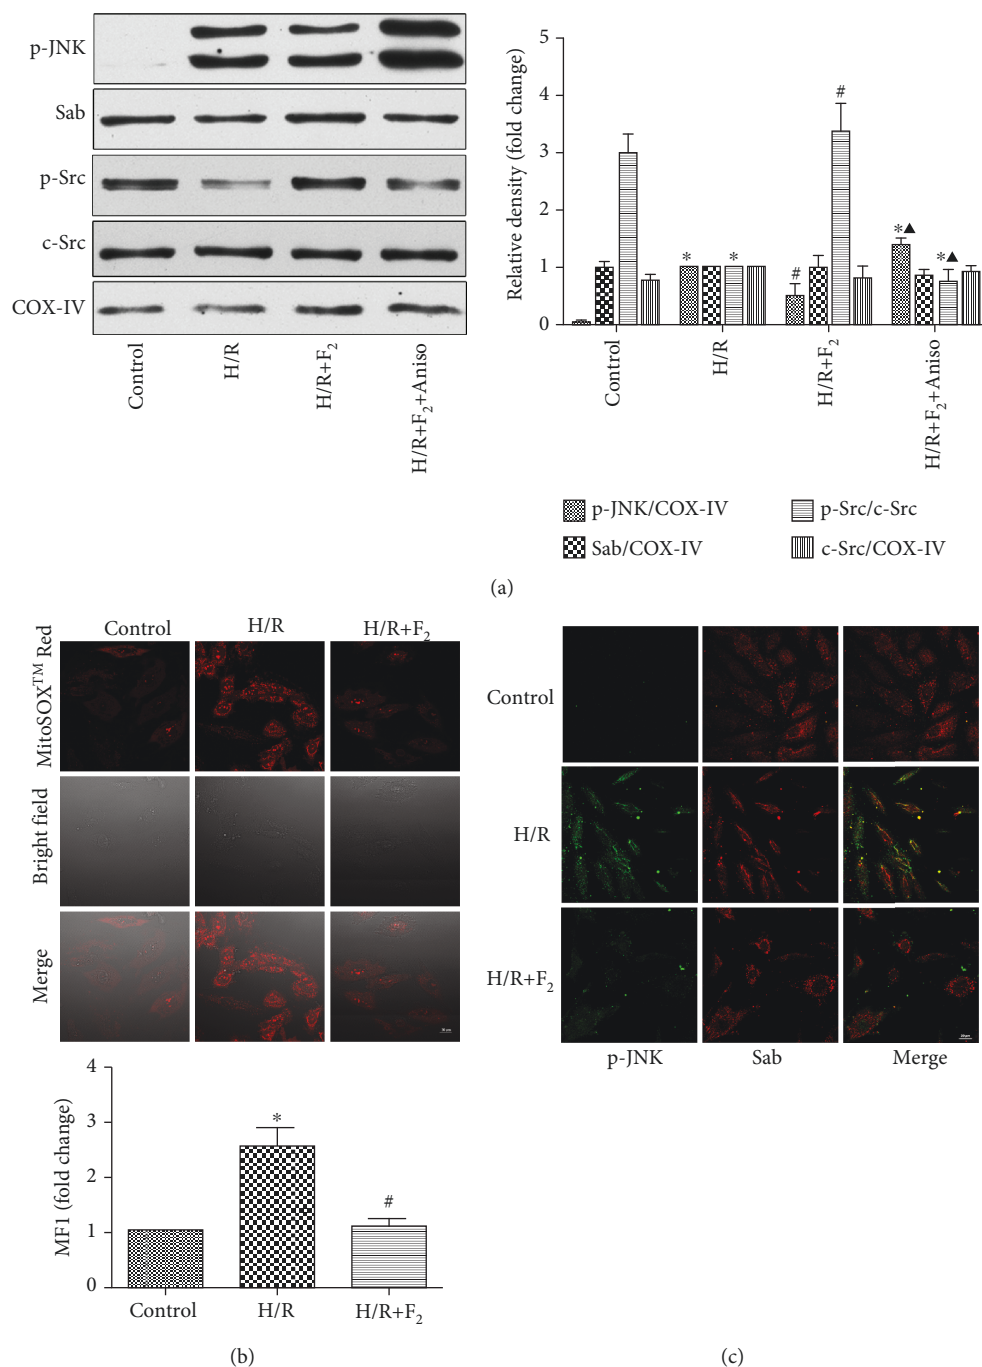 p-JNK
Sab
p-Src
c-Src
COX-IV
Control
H/R
H/R+F2
H/R+F2+Aniso
Relative density (fold change)
5
4
3
2
1
0
#
*
*
#
*▲
*▲
Control
H/R
H/R+F2
H/R+F2+Aniso
p-JNK/COX-IV
p-Src/c-Src
Sab/COX-IV
c-Src/COX-IV
(a)
Control
H/R
H/R+F2
MitoSOX™ Red
Bright field
Merge
MF1 (fold change)
4
3
2
1
0
*
#
Control
H/R
H/R+F2
(b)
Control
H/R
H/R+F2
p-JNK
Sab
Merge
(c)